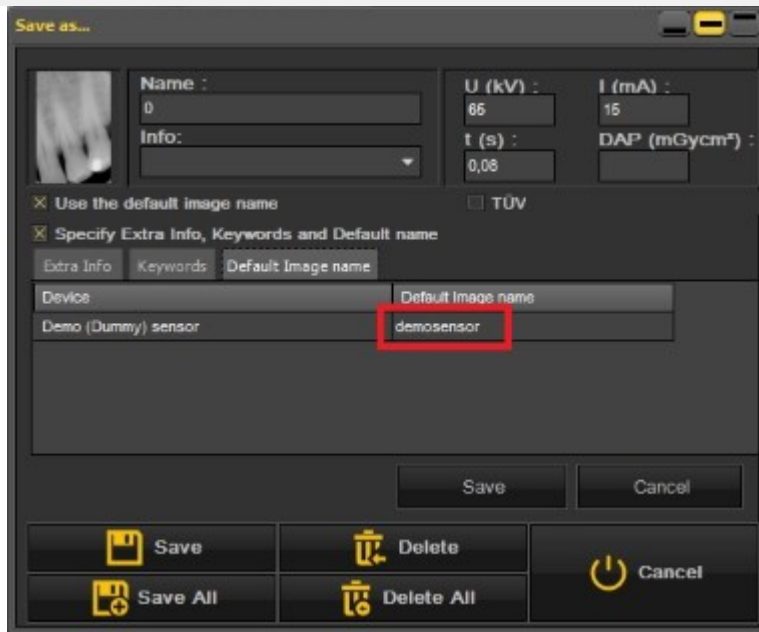 Save as...
Name :
0
Info:
U (kV) :
65
I (mA) :
15
t (s) :
0,08
DAP (mGycm²) :
Use the default image name
TÜV
Specify Extra Info, Keywords and Default name
Extra Info Keywords Default Image name
Device Default Image name
Demo (Dummy) sensor demosensor
Save Cancel
Save Delete
Cancel
Save All Delete All